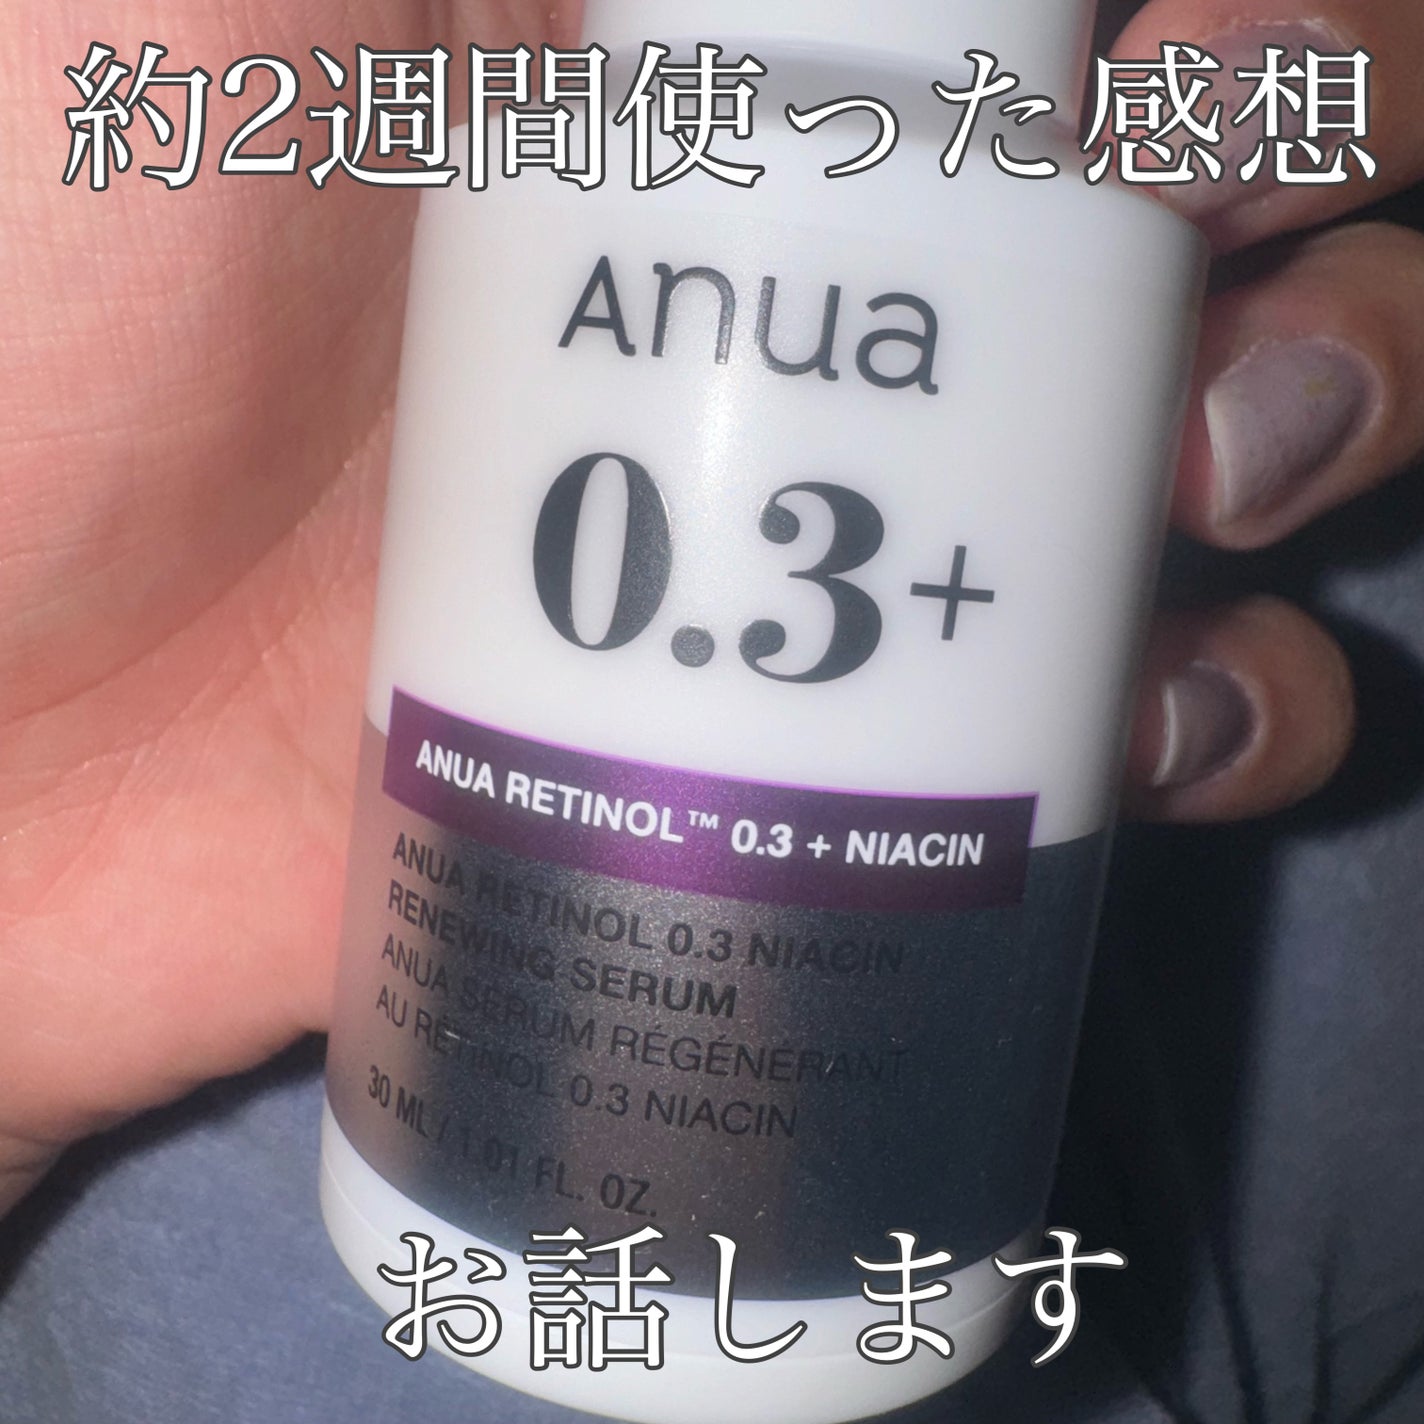 約2週間使った感想
Anua
0.3+
ANUA RETINOL™ 0.3 + NIACIN
ANUA RETINOL 0.3 NIACIN
RENEWING SERUM
ANUA SÉRUM RÉGÉNÉRANT
AU RÉTINOL 0.3 NIACIN
30 ML / 1.01 FL. OZ.
お話します